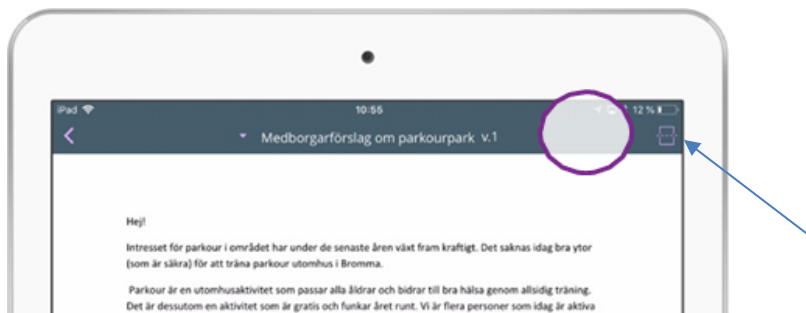 iPad 10:55 12 %
Medborgarförslag om parkourpark v.1
Hej!
Intresset för parkour i området har under de senaste åren växt fram kraftigt. Det saknas idag bra ytor
(som är säkra) för att träna parkour utomhus i Bromma.
Parkour är en utomhusaktivitet som passar alla åldrar och bidrar till bra hälsa genom allsidig träning.
Det är dessutom en aktivitet som är gratis och funkar året runt. Vi är flera personer som idag är aktiva